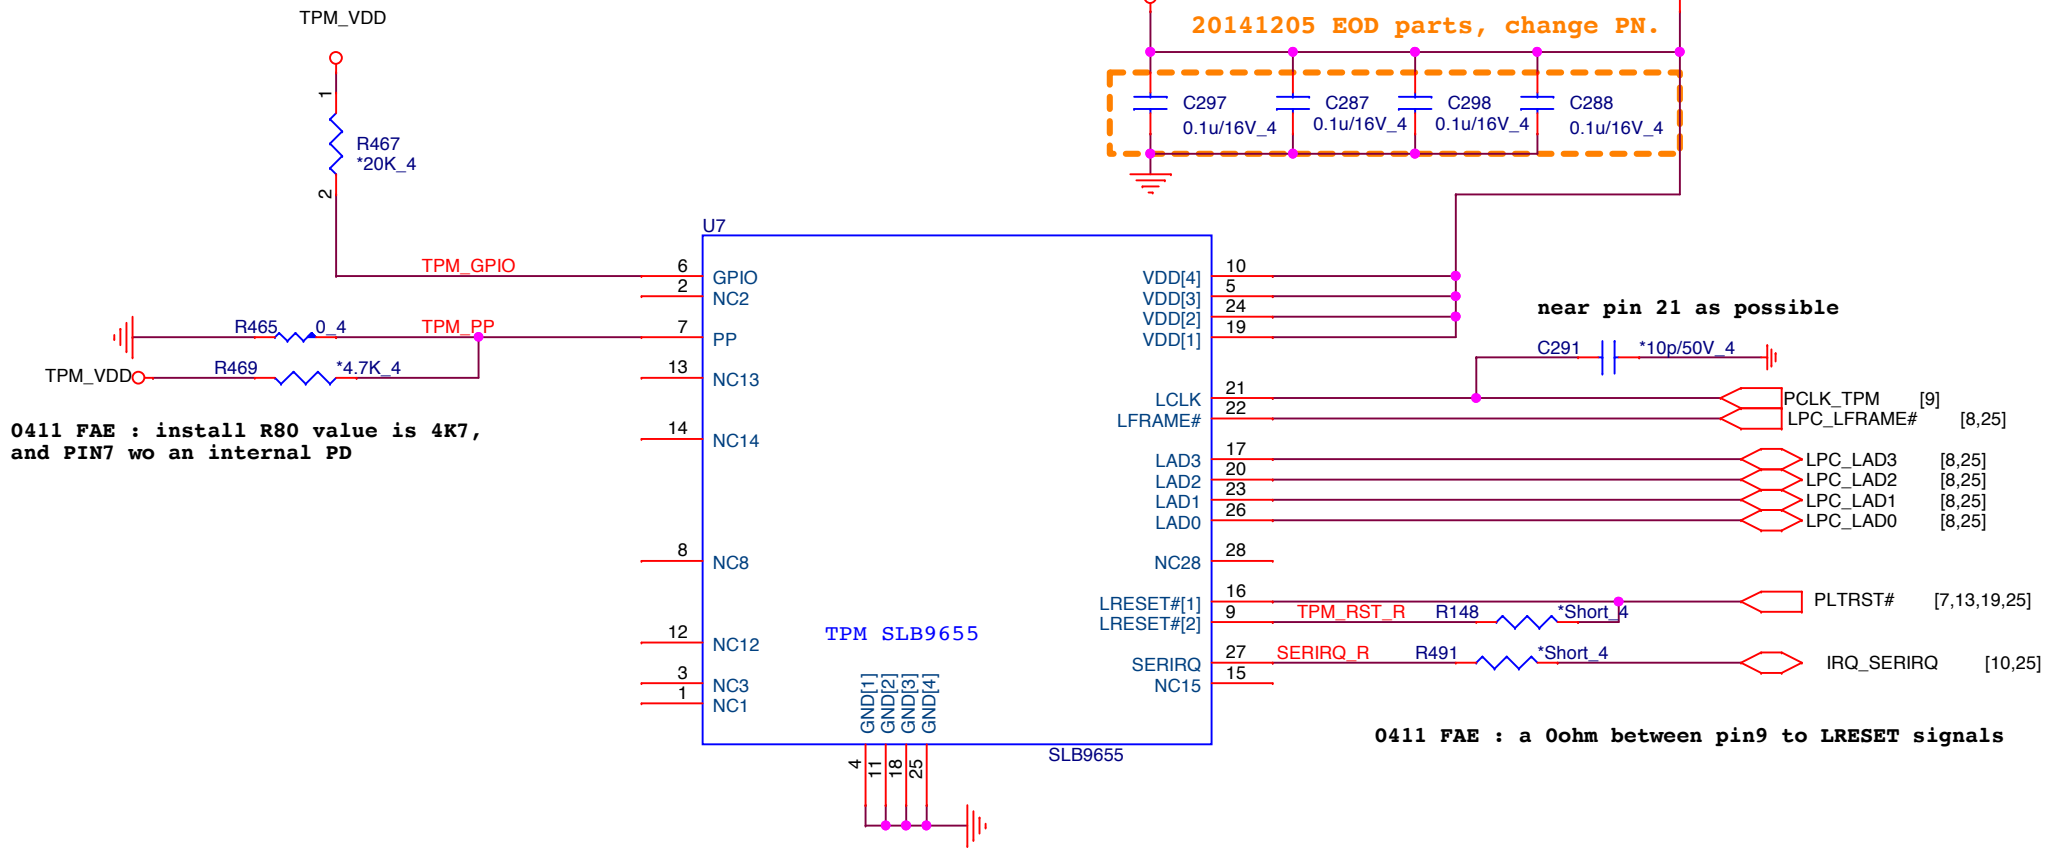 TPM_VDD
20141205 EOD parts, change PN.
1
R467
*20K_4
2
C297
0.1u/16V_4
C287
0.1u/16V_4
C298
0.1u/16V_4
C288
0.1u/16V_4
U7
TPM_GPIO
6
GPIO
2
NC2
R465
0_4
TPM_PP
7
PP
TPM_VDD
R469
*4.7K_4
13
NC13
0411 FAE : install R80 value is 4K7,
and PIN7 wo an internal PD
14
NC14
8
NC8
12
NC12
3
NC3
1
NC1
TPM SLB9655
GND[1]
GND[2]
GND[3]
GND[4]
4
11
18
25
SLB9655
VDD[4]
10
VDD[3]
5
VDD[2]
24
VDD[1]
19
near pin 21 as possible
C291
*10p/50V_4
LCLK
21
PCLK_TPM
[9]
LFRAME#
22
LPC_LFRAME#
[8,25]
LAD3
17
LPC_LAD3
[8,25]
LAD2
20
LPC_LAD2
[8,25]
LAD1
23
LPC_LAD1
[8,25]
LAD0
26
LPC_LAD0
[8,25]
NC28
28
LRESET#[1]
16
PLTRST#
[7,13,19,25]
LRESET#[2]
9
TPM_RST_R
R148
*Short_4
SERIRQ
27
SERIRQ_R
R491
*Short_4
IRQ_SERIRQ
[10,25]
NC15
15
0411 FAE : a 0ohm between pin9 to LRESET signals